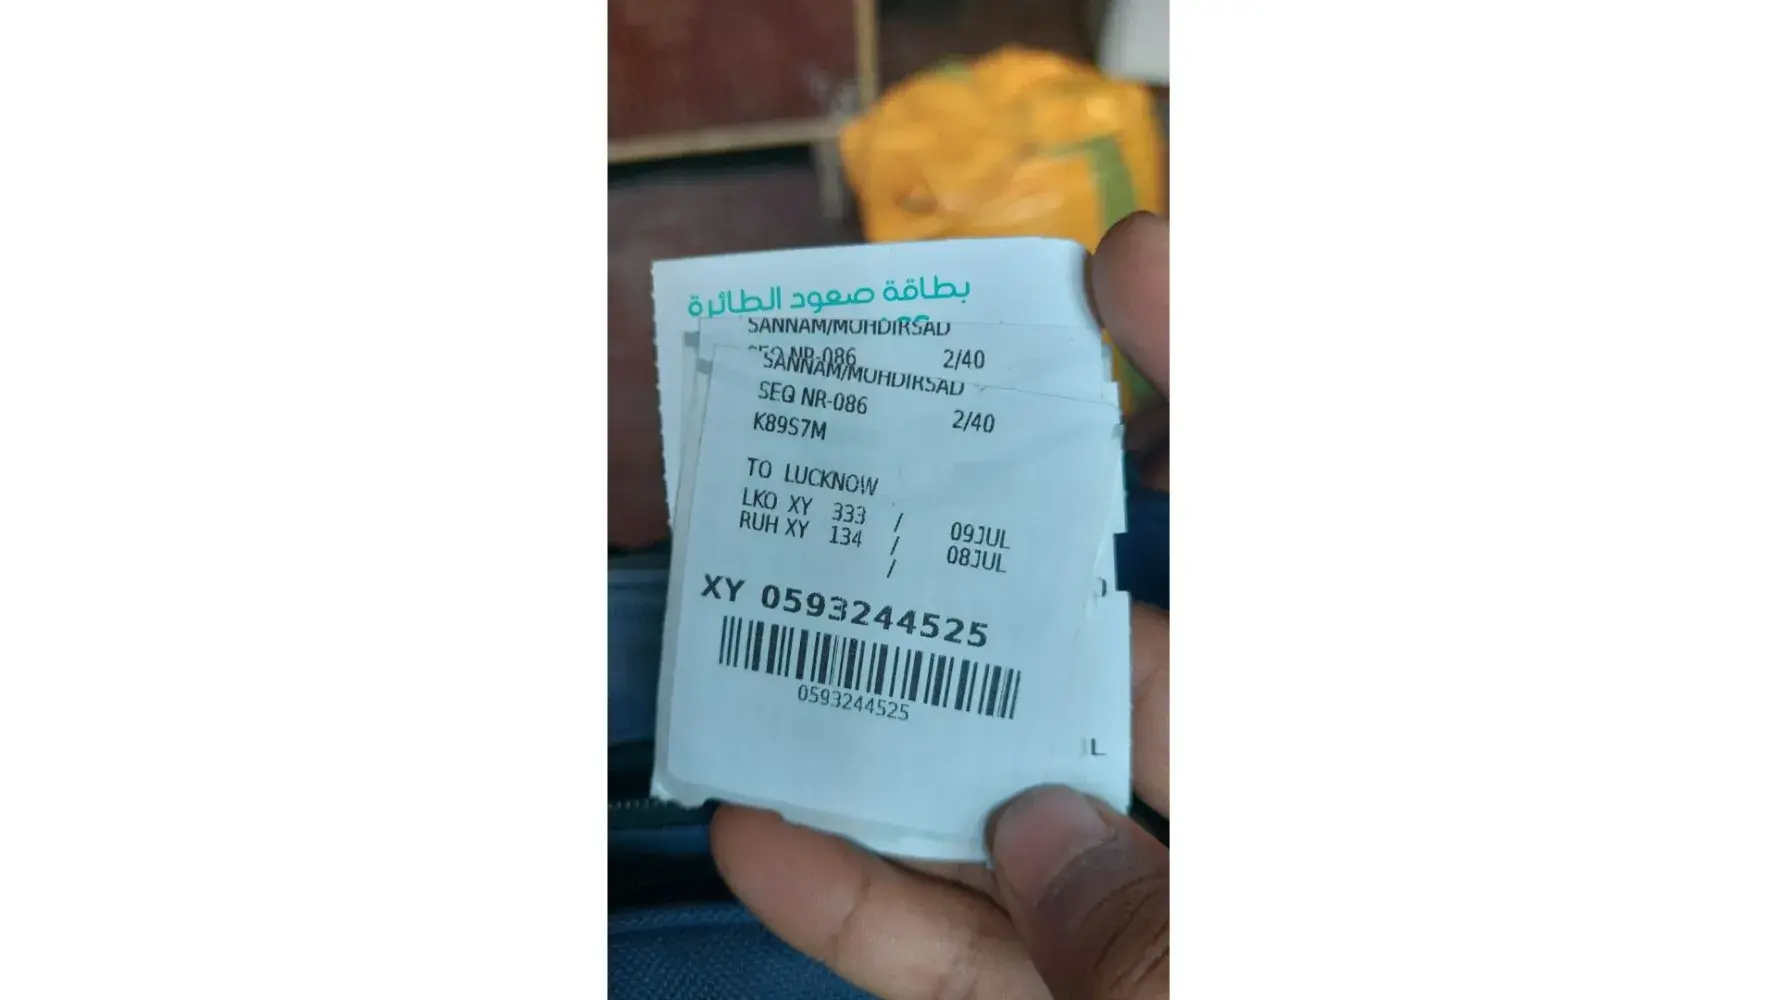 بطاقة صعود الطائرة
SANNAM/MOHDIRSAD
SEQ NR-086 2/40
SANNAM/MOHDIRSAD
SEQ NR-086 2/40
K89S7M
TO LUCKNOW
LKO XY 333 / 09JUL
RUH XY 134 / 08JUL
/
XY 0593244525
0593244525